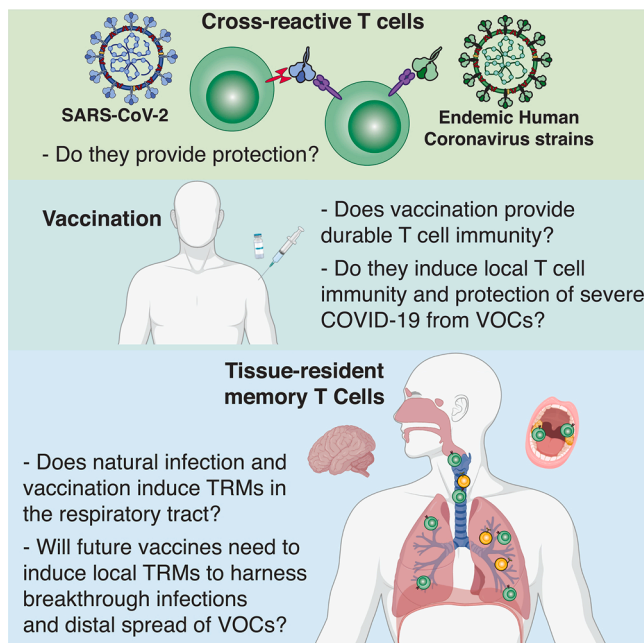 Cross-reactive T cells
SARS-CoV-2
Endemic Human
Coronavirus strains
- Do they provide protection?
Vaccination
- Does vaccination provide
durable T cell immunity?
- Do they induce local T cell
immunity and protection of severe
COVID-19 from VOCs?
Tissue-resident
memory T Cells
- Does natural infection and
vaccination induce TRMs in
the respiratory tract?
- Will future vaccines need to
induce local TRMs to harness
breakthrough infections
and distal spread of VOCs?